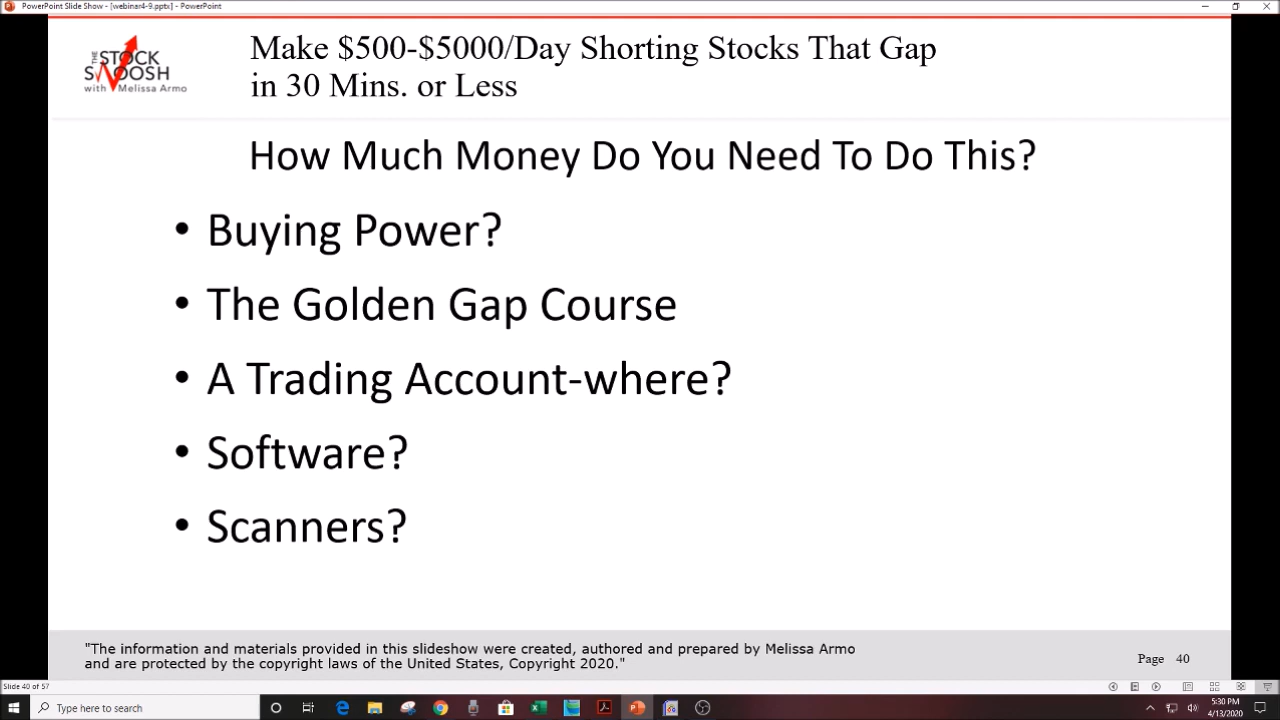 PowerPoint Slide Show - [webinar4-9.pptx] - PowerPoint
THE
STOCK
SWOOSH
with Melissa Armo
Make $500-$5000/Day Shorting Stocks That Gap
in 30 Mins. or Less
How Much Money Do You Need To Do This?
• Buying Power?
• The Golden Gap Course
• A Trading Account-where?
• Software?
• Scanners?
"The information and materials provided in this slideshow were created, authored and prepared by Melissa Armo
and are protected by the copyright laws of the United States, Copyright 2020."
Page 40
Slide 40 of 57
Type here to search
5:30 PM
4/13/2020